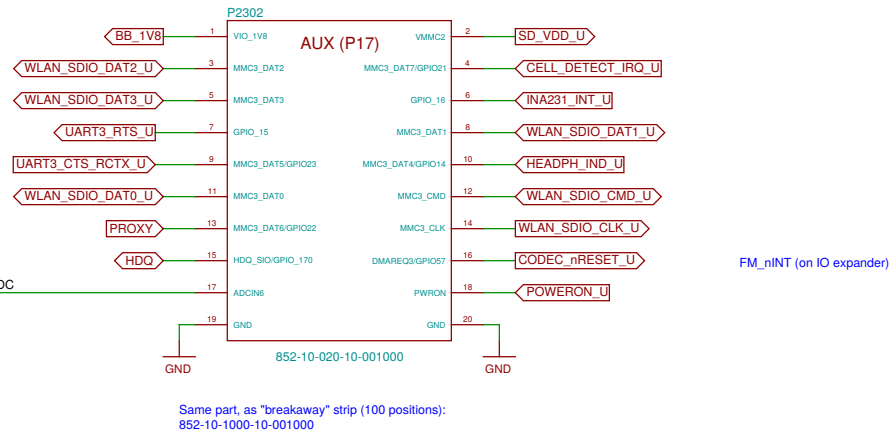 P2302
AUX (P17)
BB_1V8 1 VIO_1V8 VMMC2 2 SD_VDD_U
WLAN_SDIO_DAT2_U 3 MMC3_DAT2 MMC3_DAT7/GPIO21 4 CELL_DETECT_IRQ_U
WLAN_SDIO_DAT3_U 5 MMC3_DAT3 GPIO_16 6 INA231_INT_U
UART3_RTS_U 7 GPIO_15 MMC3_DAT1 8 WLAN_SDIO_DAT1_U
UART3_CTS_RCTX_U 9 MMC3_DAT5/GPIO23 MMC3_DAT4/GPIO14 10 HEADPH_IND_U
WLAN_SDIO_DAT0_U 11 MMC3_DAT0 MMC3_CMD 12 WLAN_SDIO_CMD_U
PROXY 13 MMC3_DAT6/GPIO22 MMC3_CLK 14 WLAN_SDIO_CLK_U
HDQ 15 HDQ_SIO/GPIO_170 DMAREQ3/GPIO57 16 CODEC_nRESET_U FM_nINT (on IO expander)
17 ADCIN6 PWRON 18 POWERON_U
19 GND GND 20
GND GND
852-10-020-10-001000
Same part, as "breakaway" strip (100 positions):
852-10-1000-10-001000